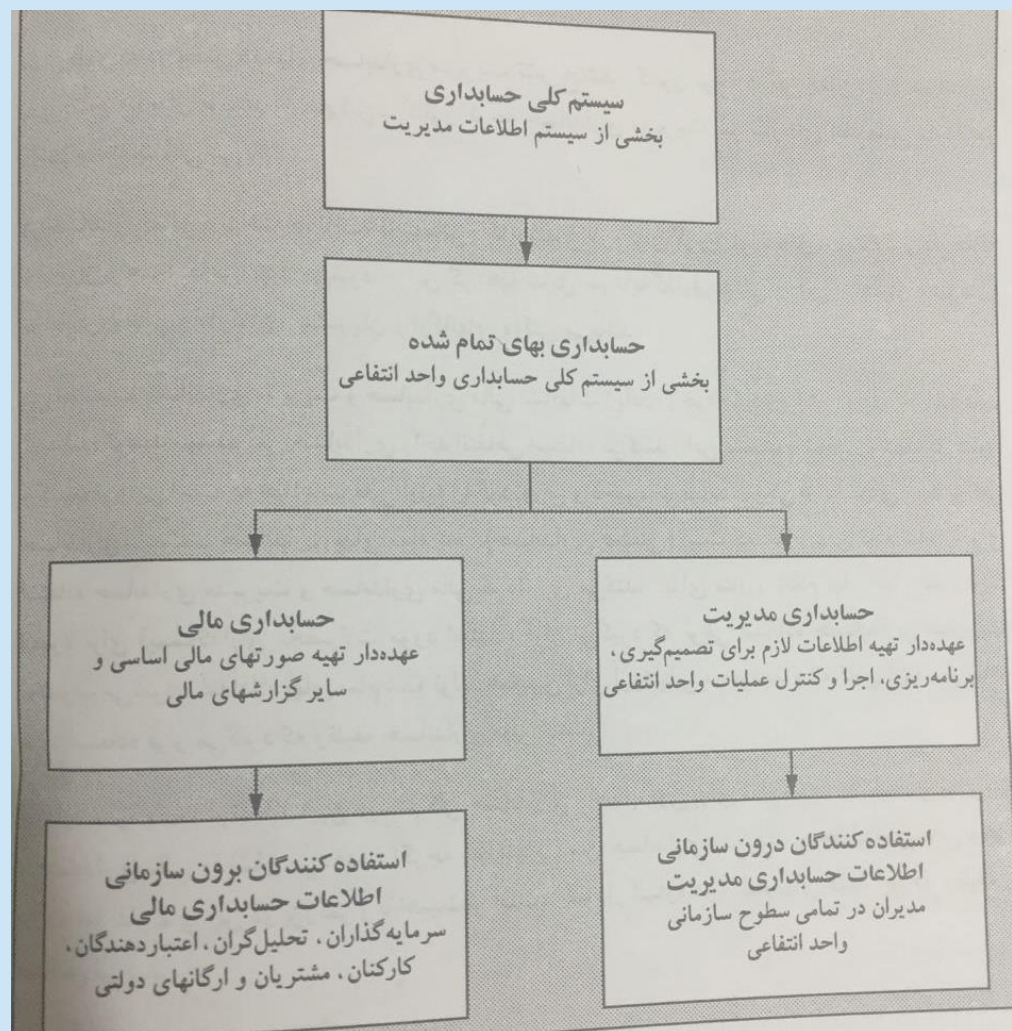 سیستم کلی حسابداری
بخشی از سیستم اطلاعات مدیریت
حسابداری بهای تمام شده
بخشی از سیستم کلی حسابداری واحد انتفاعی
حسابداری مدیریت
عهده‌دار تهیه اطلاعات لازم برای تصمیم‌گیری،
برنامه‌ریزی، اجرا و کنترل عملیات واحد انتفاعی
حسابداری مالی
عهده‌دار تهیه صورتهای مالی اساسی و
سایر گزارشهای مالی
استفاده‌کنندگان درون سازمانی
اطلاعات حسابداری مدیریت
مدیران در تمامی سطوح سازمانی
واحد انتفاعی
استفاده‌کنندگان برون سازمانی
اطلاعات حسابداری مالی
سرمایه‌گذاران، تحلیل‌گران، اعتباردهندگان،
کارکنان، مشتریان و ارگانهای دولتی